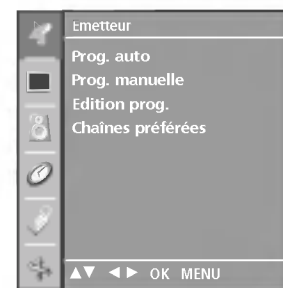 Emetteur
Prog. auto
Prog. manuelle
Edition prog.
Chaînes préférées
▲▼ ◄► OK MENU